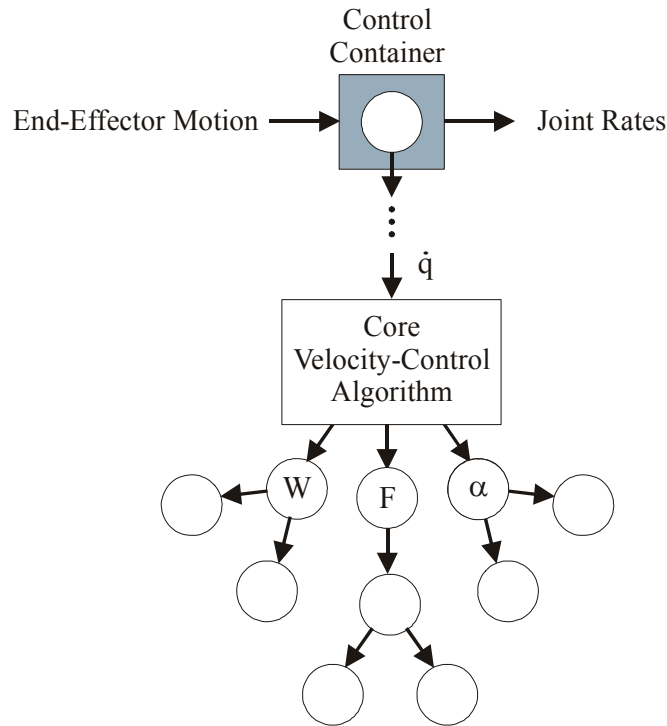 Control
Container
End-Effector Motion
Joint Rates
q̇
Core
Velocity-Control
Algorithm
W
F
α